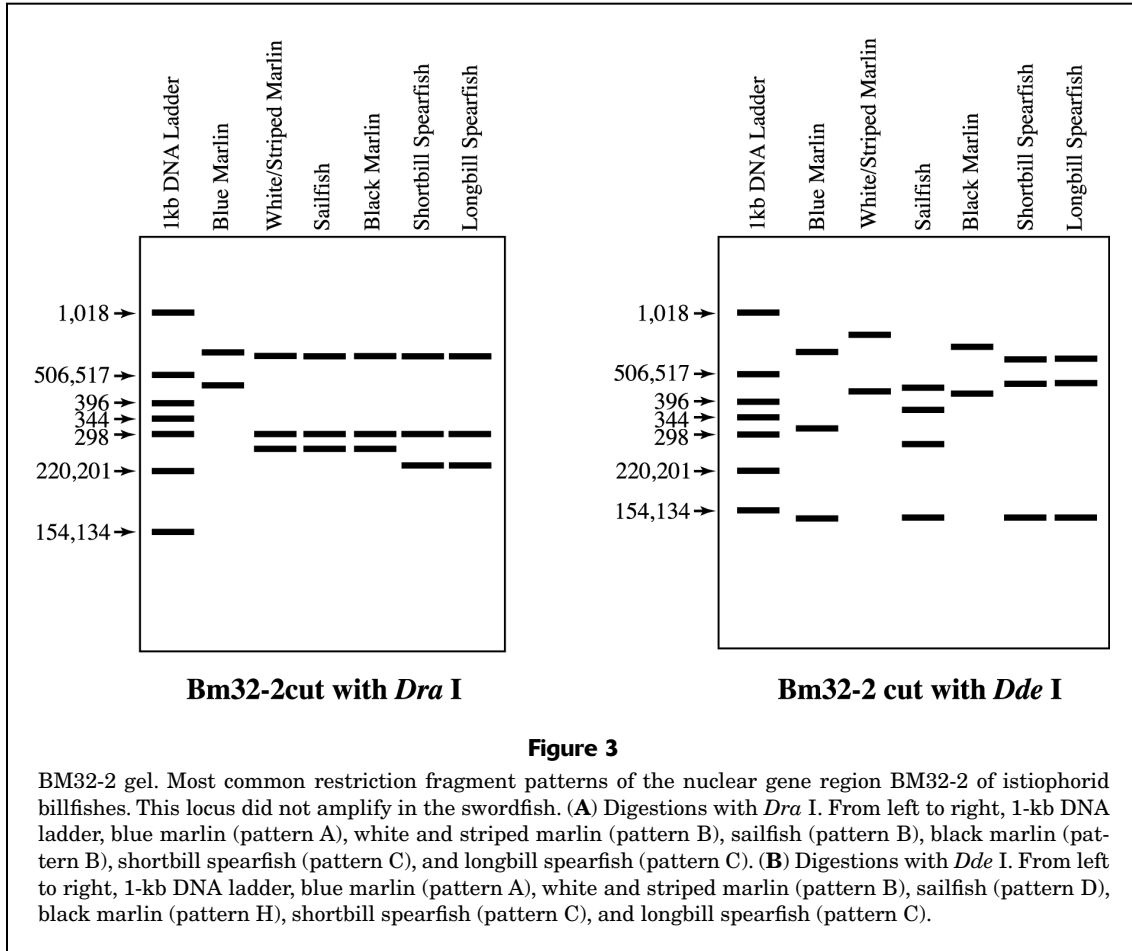 1kb DNA Ladder
Blue Marlin
White/Striped Marlin
Sailfish
Black Marlin
Shortbill Spearfish
Longbill Spearfish
1,018
506,517
396
344
298
220,201
154,134
Bm32-2cut with Dra I
1kb DNA Ladder
Blue Marlin
White/Striped Marlin
Sailfish
Black Marlin
Shortbill Spearfish
Longbill Spearfish
1,018
506,517
396
344
298
220,201
154,134
Bm32-2 cut with Dde I
Figure 3
BM32-2 gel. Most common restriction fragment patterns of the nuclear gene region BM32-2 of istiophorid
billfishes. This locus did not amplify in the swordfish. (A) Digestions with Dra I. From left to right, 1-kb DNA
ladder, blue marlin (pattern A), white and striped marlin (pattern B), sailfish (pattern B), black marlin (pat-
tern B), shortbill spearfish (pattern C), and longbill spearfish (pattern C). (B) Digestions with Dde I. From left
to right, 1-kb DNA ladder, blue marlin (pattern A), white and striped marlin (pattern B), sailfish (pattern D),
black marlin (pattern H), shortbill spearfish (pattern C), and longbill spearfish (pattern C).